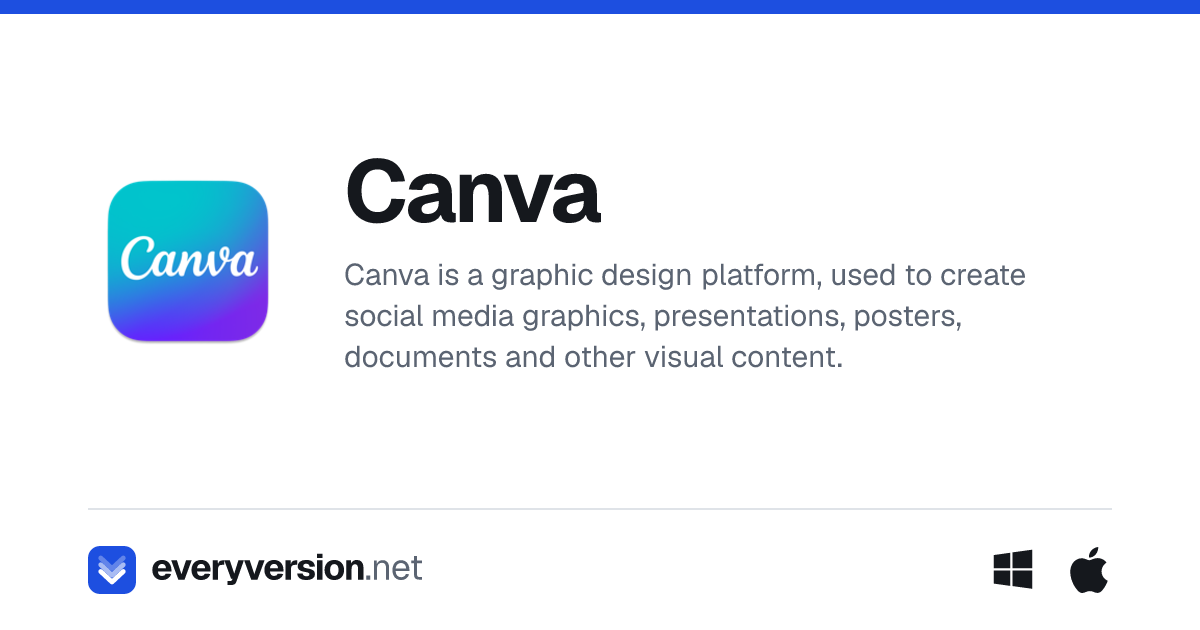 Canva
Canva
Canva is a graphic design platform, used to create
social media graphics, presentations, posters,
documents and other visual content.
everyversion.net